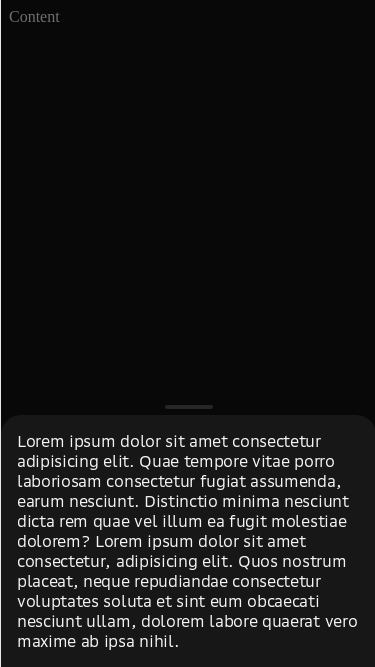 Content
Lorem ipsum dolor sit amet consectetur
adipisicing elit. Quae tempore vitae porro
laboriosam consectetur fugiat assumenda,
earum nesciunt. Distinctio minima nesciunt
dicta rem quae vel illum ea fugit molestiae
dolorem? Lorem ipsum dolor sit amet
consectetur, adipisicing elit. Quos nostrum
placeat, neque repudiandae consectetur
voluptates soluta et sint eum obcaecati
nesciunt ullam, dolorem labore quaerat vero
maxime ab ipsa nihil.